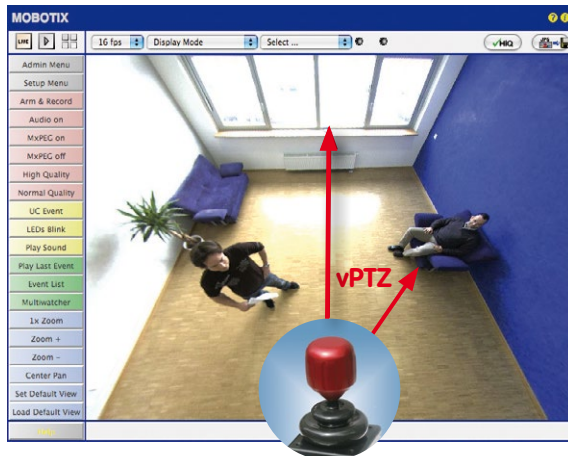 MOBOTIX
LIVE
16 fps
Display Mode
Select ...
HiQ
Admin Menu
Setup Menu
Arm & Record
Audio on
MxPEG on
MxPEG off
High Quality
Normal Quality
UC Event
LEDs Blink
Play Sound
Play Last Event
Event List
Multiwatcher
1x Zoom
Zoom +
Zoom –
Center Pan
Set Default View
Load Default View
vPTZ